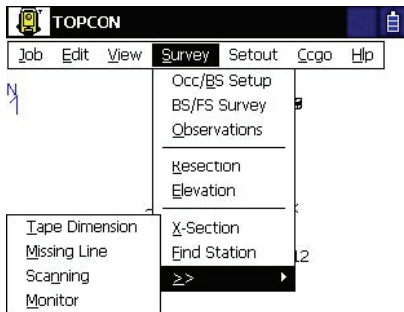 TOPCON
Job Edit View Survey Setout Ccgo Hlp
N
Occ/BS Setup
BS/FS Survey
Observations
Resection
Elevation
X-Section
Find Station
>>
12
Tape Dimension
Missing Line
Scanning
Monitor